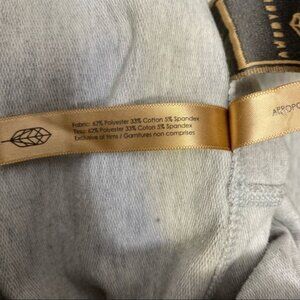 Fabric: 62% Polyester 33% Cotton 5% Spandex
Tissu: 62% Polyester 33% Coton 5% Spandex
Exclusive of trims / Garnitures non comprises
AEROPO